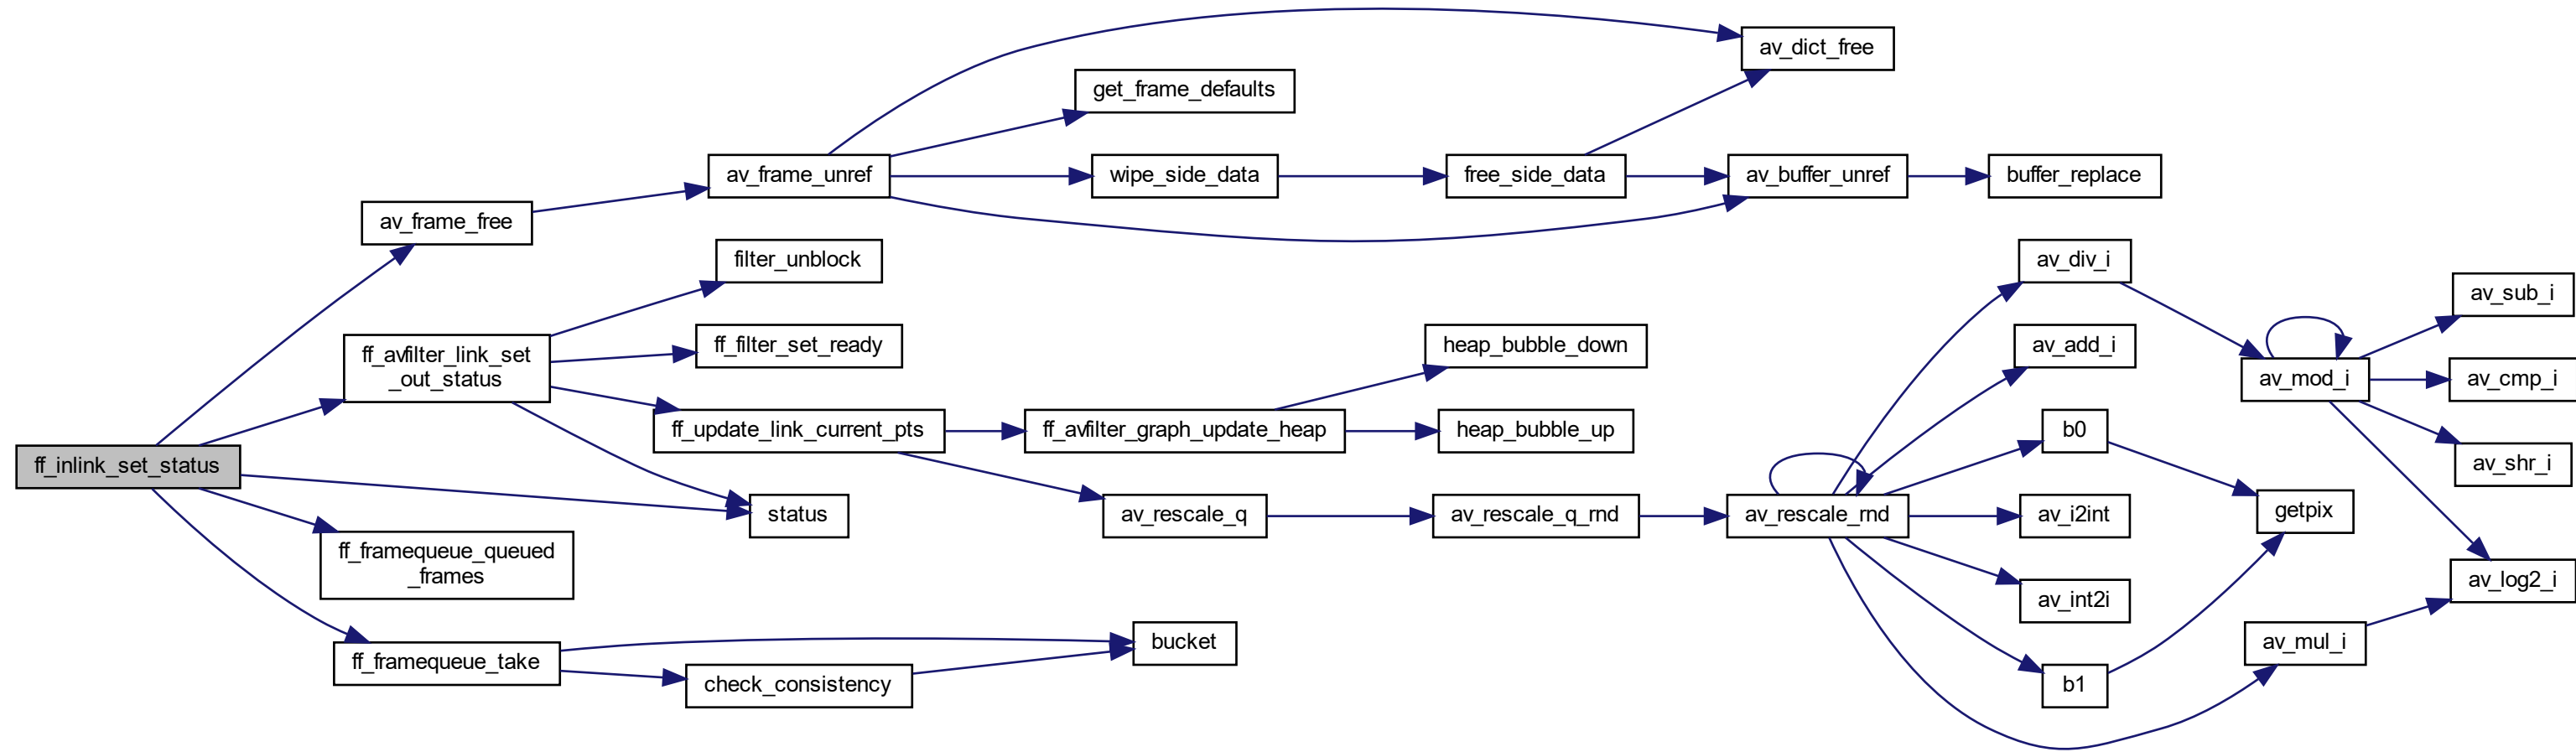 av_dict_free
get_frame_defaults
av_frame_unref
wipe_side_data
free_side_data
av_buffer_unref
buffer_replace
av_frame_free
filter_unblock
av_div_i
av_sub_i
ff_avfilter_link_set
_out_status
ff_filter_set_ready
heap_bubble_down
av_add_i
av_mod_i
av_cmp_i
ff_update_link_current_pts
ff_avfilter_graph_update_heap
heap_bubble_up
b0
ff_inlink_set_status
av_shr_i
status
av_rescale_q
av_rescale_q_rnd
av_rescale_rnd
av_i2int
getpix
ff_framequeue_queued
_frames
av_int2i
av_log2_i
bucket
av_mul_i
ff_framequeue_take
check_consistency
b1